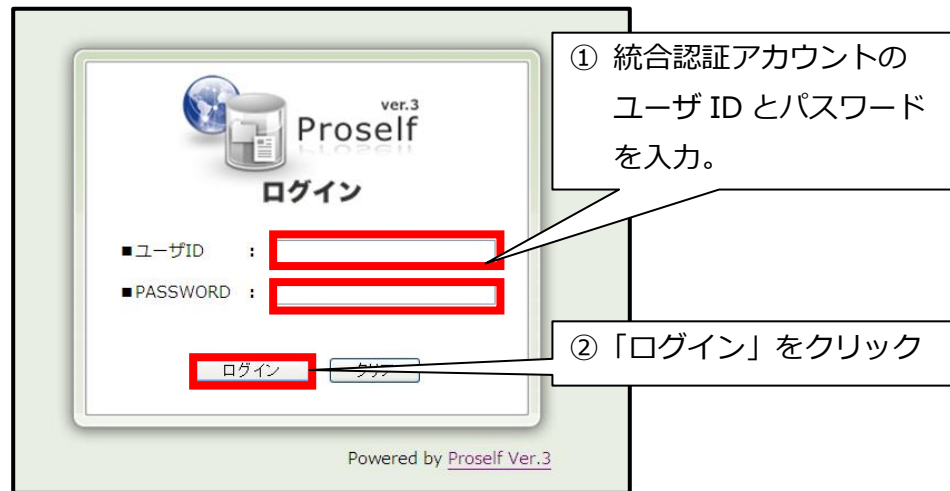 ver.3
Proself
ログイン
■ユーザID :
■PASSWORD :
ログイン
Powered by Proself Ver.3
① 統合認証アカウントの
ユーザ ID とパスワード
を入力。
②「ログイン」をクリック